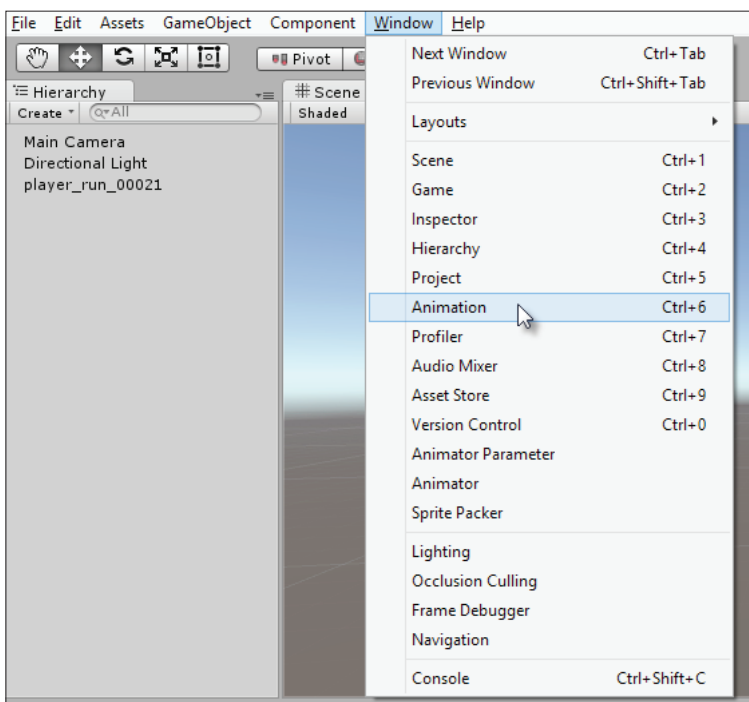 File Edit Assets GameObject Component Window Help
Pivot
Hierarchy
Create All
Main Camera
Directional Light
player_run_00021
# Scene
Shaded
Next Window Ctrl+Tab
Previous Window Ctrl+Shift+Tab
Layouts
Scene Ctrl+1
Game Ctrl+2
Inspector Ctrl+3
Hierarchy Ctrl+4
Project Ctrl+5
Animation Ctrl+6
Profiler Ctrl+7
Audio Mixer Ctrl+8
Asset Store Ctrl+9
Version Control Ctrl+0
Animator Parameter
Animator
Sprite Packer
Lighting
Occlusion Culling
Frame Debugger
Navigation
Console Ctrl+Shift+C